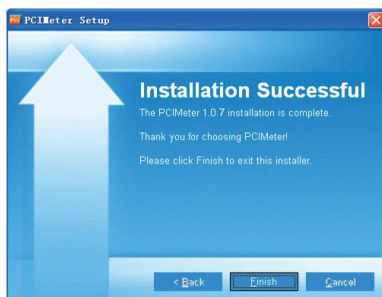 PCIMeter Setup
Installation Successful
The PCIMeter 1.0.7 installation is complete.
Thank you for choosing PCIMeter!
Please click Finish to exit this installer.
< Back
Finish
Cancel